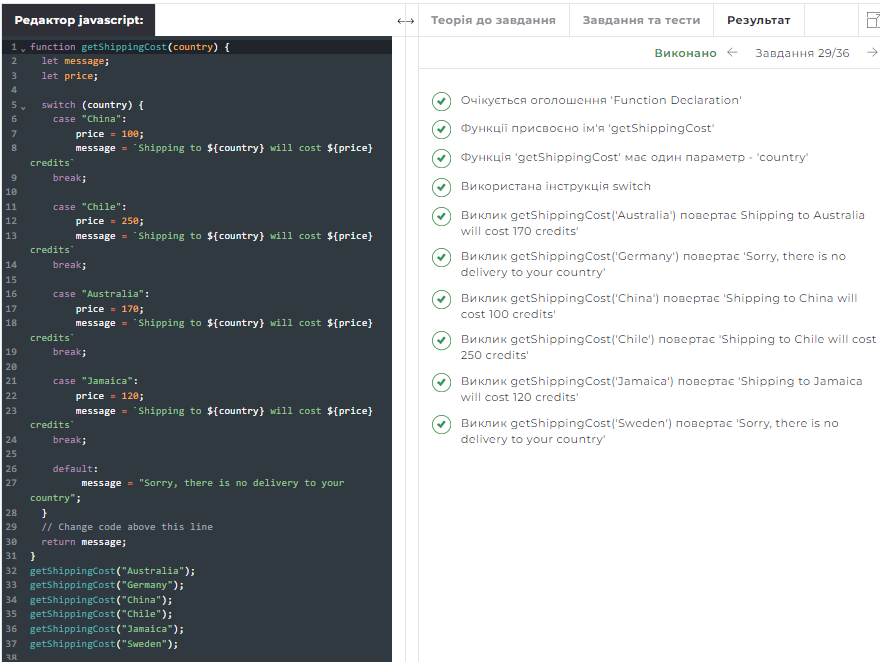 Редактор javascript:
Теорія до завдання
Завдання та тести
Результат
Виконано
Завдання 29/36
1 function getShippingCost(country) {
2 let message;
3 let price;
4
5 switch (country) {
6 case "China":
7 price = 100;
8 message = `Shipping to ${country} will cost ${price}
credits`
9 break;
10
11 case "Chile":
12 price = 250;
13 message = `Shipping to ${country} will cost ${price}
credits`
14 break;
15
16 case "Australia":
17 price = 170;
18 message = `Shipping to ${country} will cost ${price}
credits`
19 break;
20
21 case "Jamaica":
22 price = 120;
23 message = `Shipping to ${country} will cost ${price}
credits`
24 break;
25
26 default:
27 message = "Sorry, there is no delivery to your
country";
28 }
29 // Change code above this line
30 return message;
31 }
32 getShippingCost("Australia");
33 getShippingCost("Germany");
34 getShippingCost("China");
35 getShippingCost("Chile");
36 getShippingCost("Jamaica");
37 getShippingCost("Sweden");
38
Очікується оголошення 'Function Declaration'
Функції присвоєно ім'я 'getShippingCost'
Функція 'getShippingCost' має один параметр - 'country'
Використана інструкція switch
Виклик getShippingCost('Australia') повертає Shipping to Australia
will cost 170 credits'
Виклик getShippingCost('Germany') повертає 'Sorry, there is no
delivery to your country'
Виклик getShippingCost('China') повертає 'Shipping to China will
cost 100 credits'
Виклик getShippingCost('Chile') повертає 'Shipping to Chile will cost
250 credits'
Виклик getShippingCost('Jamaica') повертає 'Shipping to Jamaica
will cost 120 credits'
Виклик getShippingCost('Sweden') повертає 'Sorry, there is no
delivery to your country'